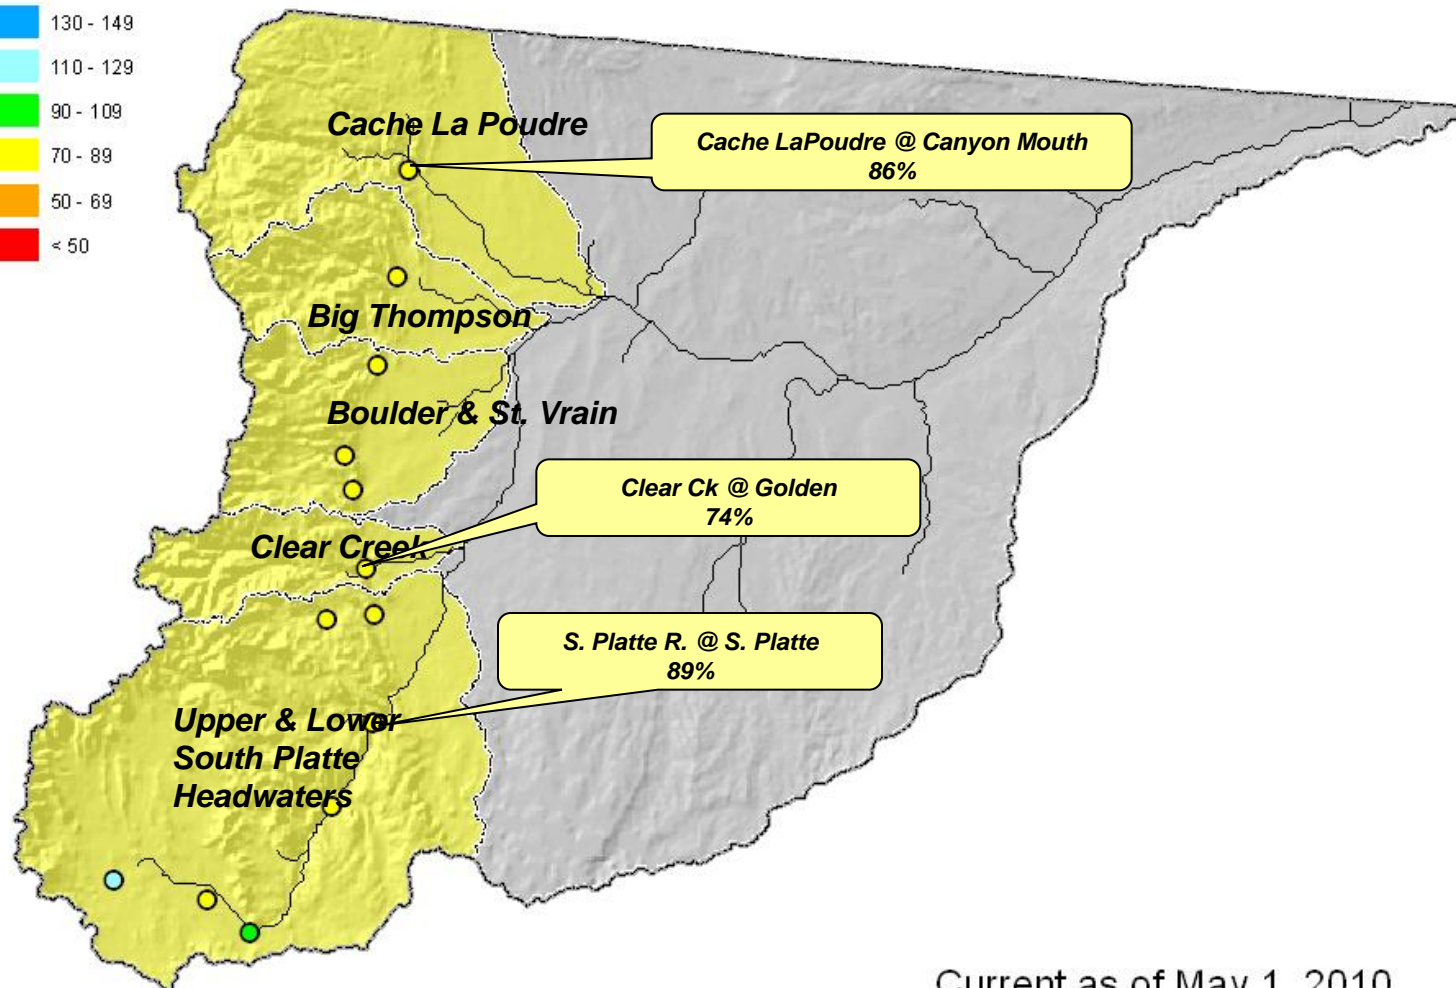 130 - 149
110 - 129
90 - 109
70 - 89
50 - 69
< 50
Cache La Poudre
Cache LaPoudre @ Canyon Mouth
86%
Big Thompson
Boulder & St. Vrain
Clear Ck @ Golden
74%
Clear Creek
S. Platte R. @ S. Platte
89%
Upper & Lower
South Platte
Headwaters
Current as of May 1, 2010